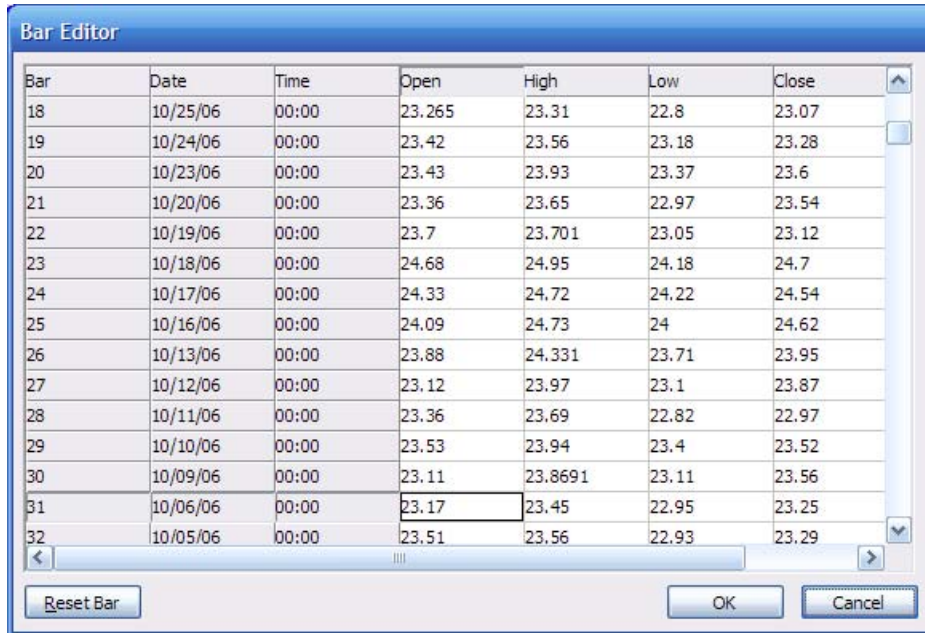 Bar Editor
Bar Date Time Open High Low Close
18 10/25/06 00:00 23.265 23.31 22.8 23.07
19 10/24/06 00:00 23.42 23.56 23.18 23.28
20 10/23/06 00:00 23.43 23.93 23.37 23.6
21 10/20/06 00:00 23.36 23.65 22.97 23.54
22 10/19/06 00:00 23.7 23.701 23.05 23.12
23 10/18/06 00:00 24.68 24.95 24.18 24.7
24 10/17/06 00:00 24.33 24.72 24.22 24.54
25 10/16/06 00:00 24.09 24.73 24 24.62
26 10/13/06 00:00 23.88 24.331 23.71 23.95
27 10/12/06 00:00 23.12 23.97 23.1 23.87
28 10/11/06 00:00 23.36 23.69 22.82 22.97
29 10/10/06 00:00 23.53 23.94 23.4 23.52
30 10/09/06 00:00 23.11 23.8691 23.11 23.56
31 10/06/06 00:00 23.17 23.45 22.95 23.25
32 10/05/06 00:00 23.51 23.56 22.93 23.29
Reset Bar OK Cancel